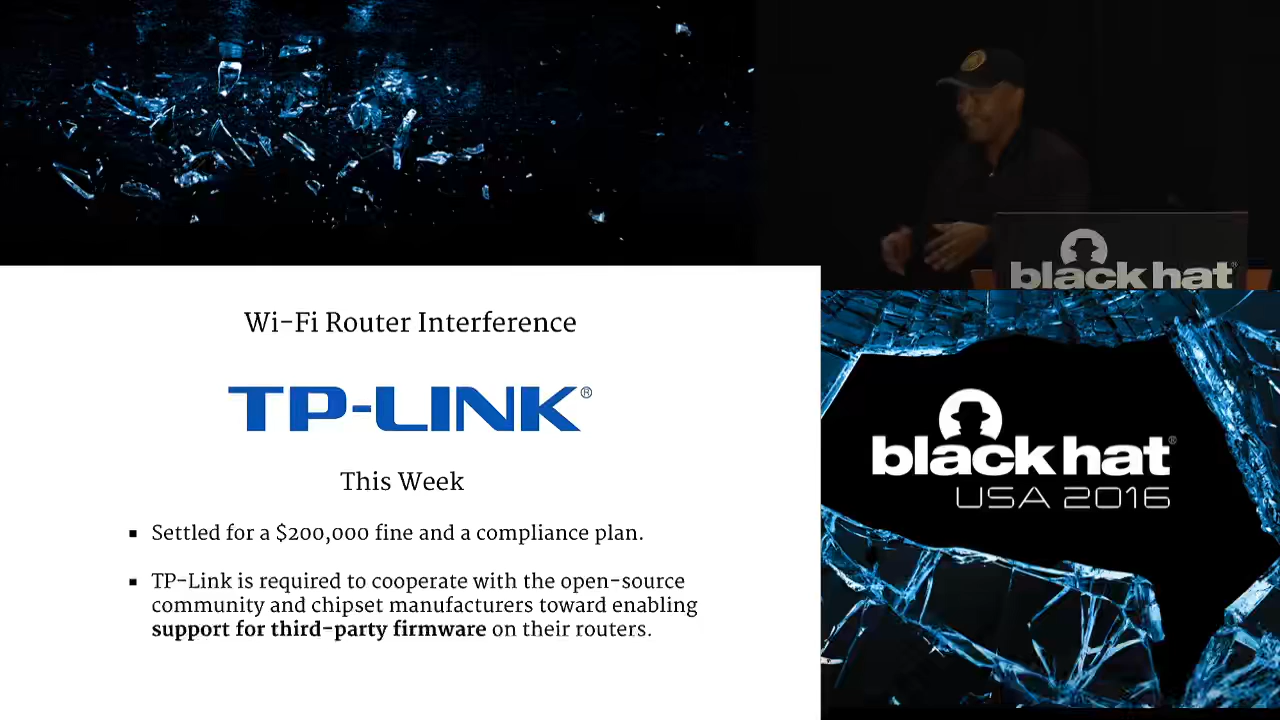 black hat®
Wi-Fi Router Interference
TP-LINK®
This Week
▪ Settled for a $200,000 fine and a compliance plan.
▪ TP-Link is required to cooperate with the open-source
community and chipset manufacturers toward enabling
support for third-party firmware on their routers.
black hat®
USA 2016